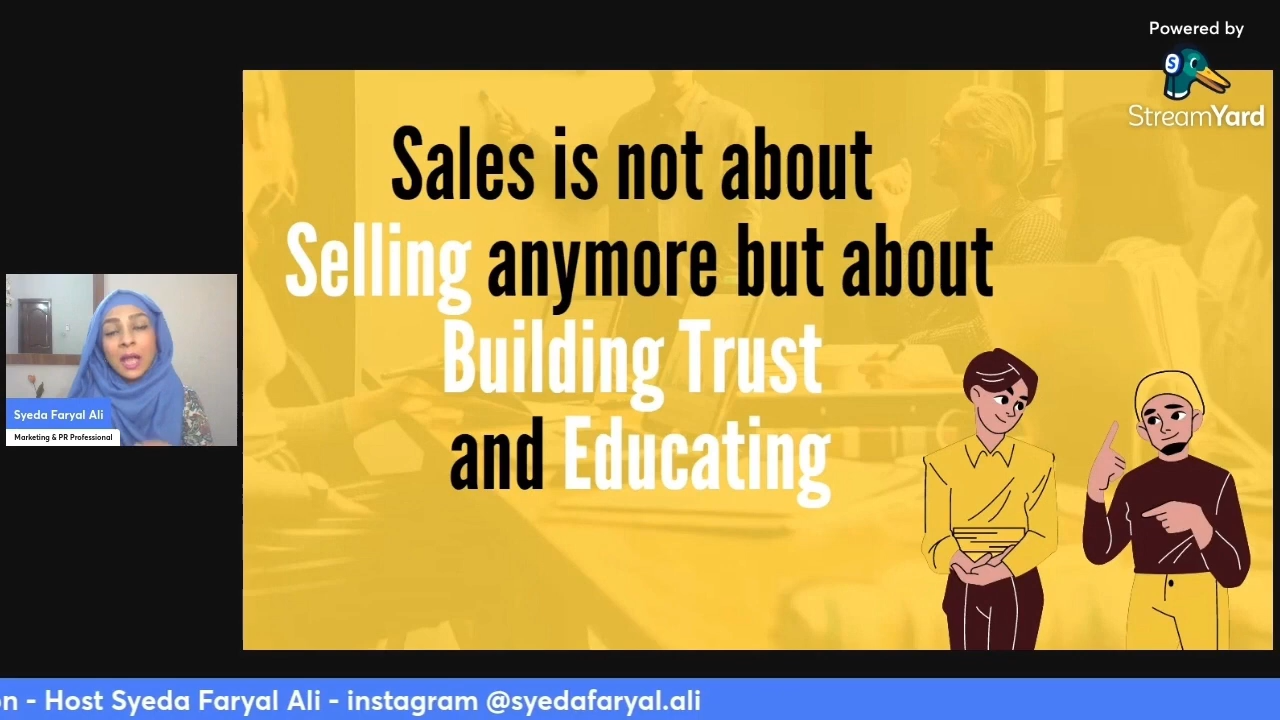 Powered by
StreamYard
Sales is not about
Selling anymore but about
Building Trust
and Educating
Syeda Faryal Ali
Marketing & PR Professional
- Host Syeda Faryal Ali - instagram @syedafaryal.ali